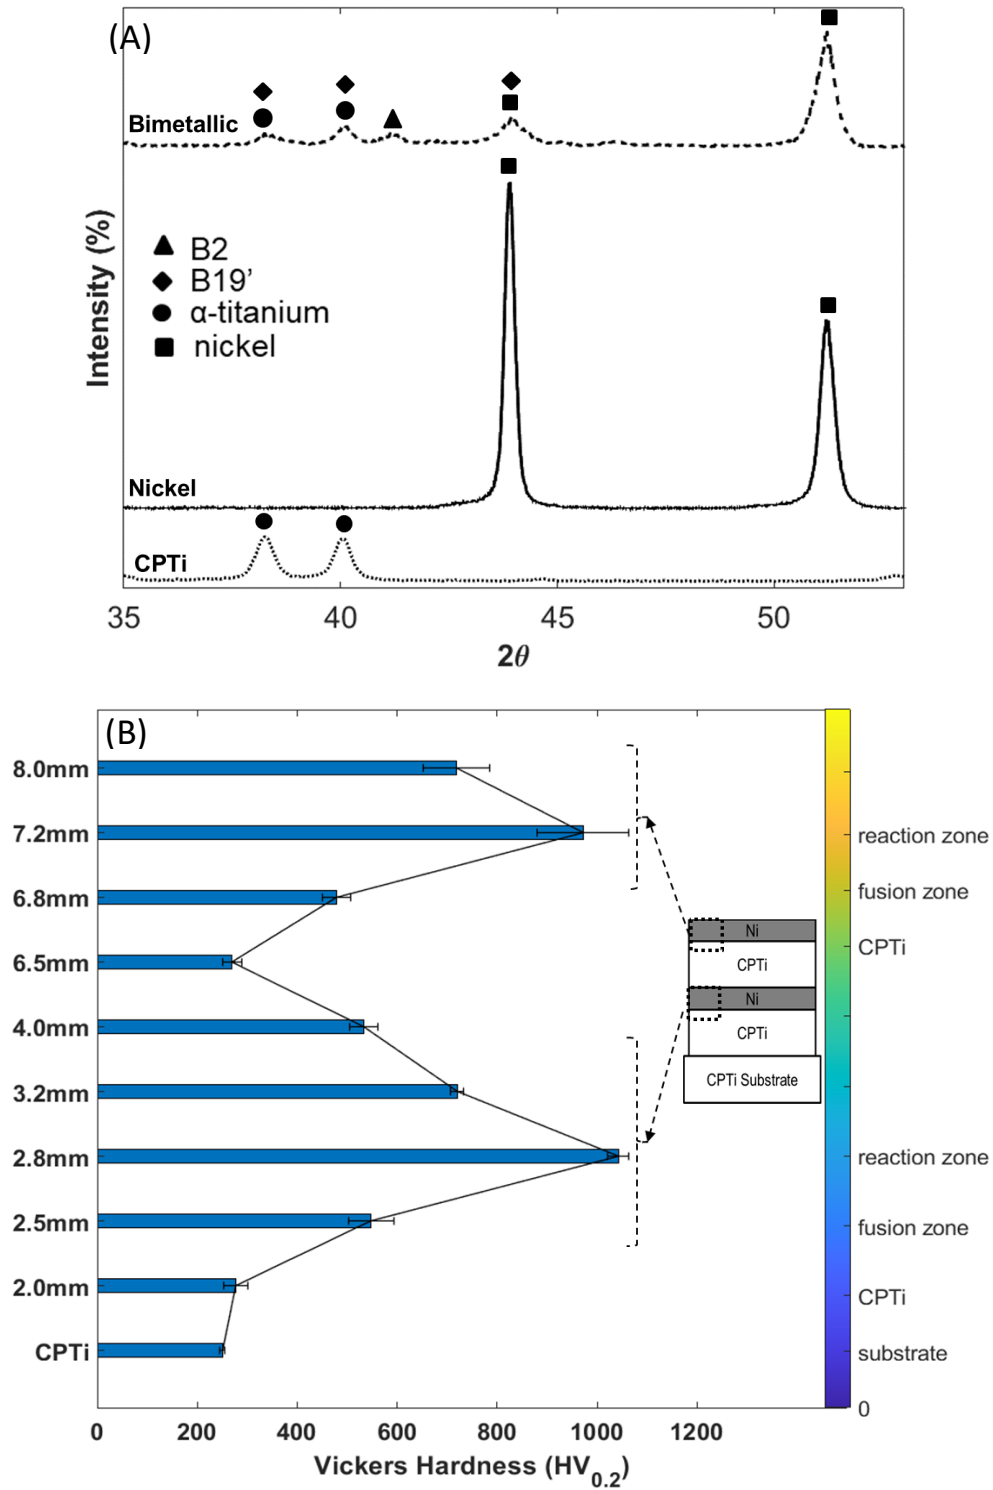 (A)
Bimetallic
Intensity (%)
B2
B19’
α-titanium
nickel
Nickel
CPTi
35 40 45 50
2θ
(B)
8.0mm
7.2mm
6.8mm
6.5mm
4.0mm
3.2mm
2.8mm
2.5mm
2.0mm
CPTi
0 200 400 600 800 1000 1200
Vickers Hardness (HV0.2)
Ni
CPTi
Ni
CPTi
CPTi Substrate
reaction zone
fusion zone
CPTi
reaction zone
fusion zone
CPTi
substrate
0